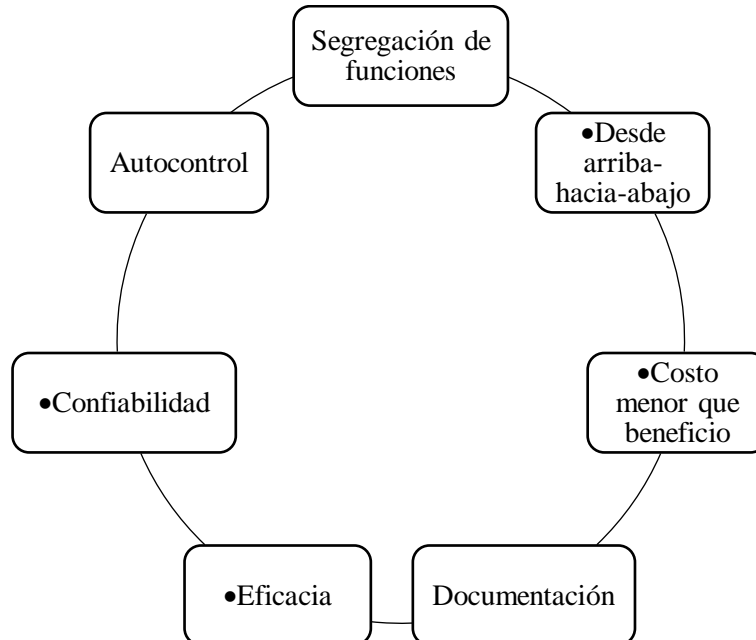 Segregación de
funciones
•Desde
arriba-
hacia-abajo
•Costo
menor que
beneficio
Documentación
•Eficacia
•Confiabilidad
Autocontrol